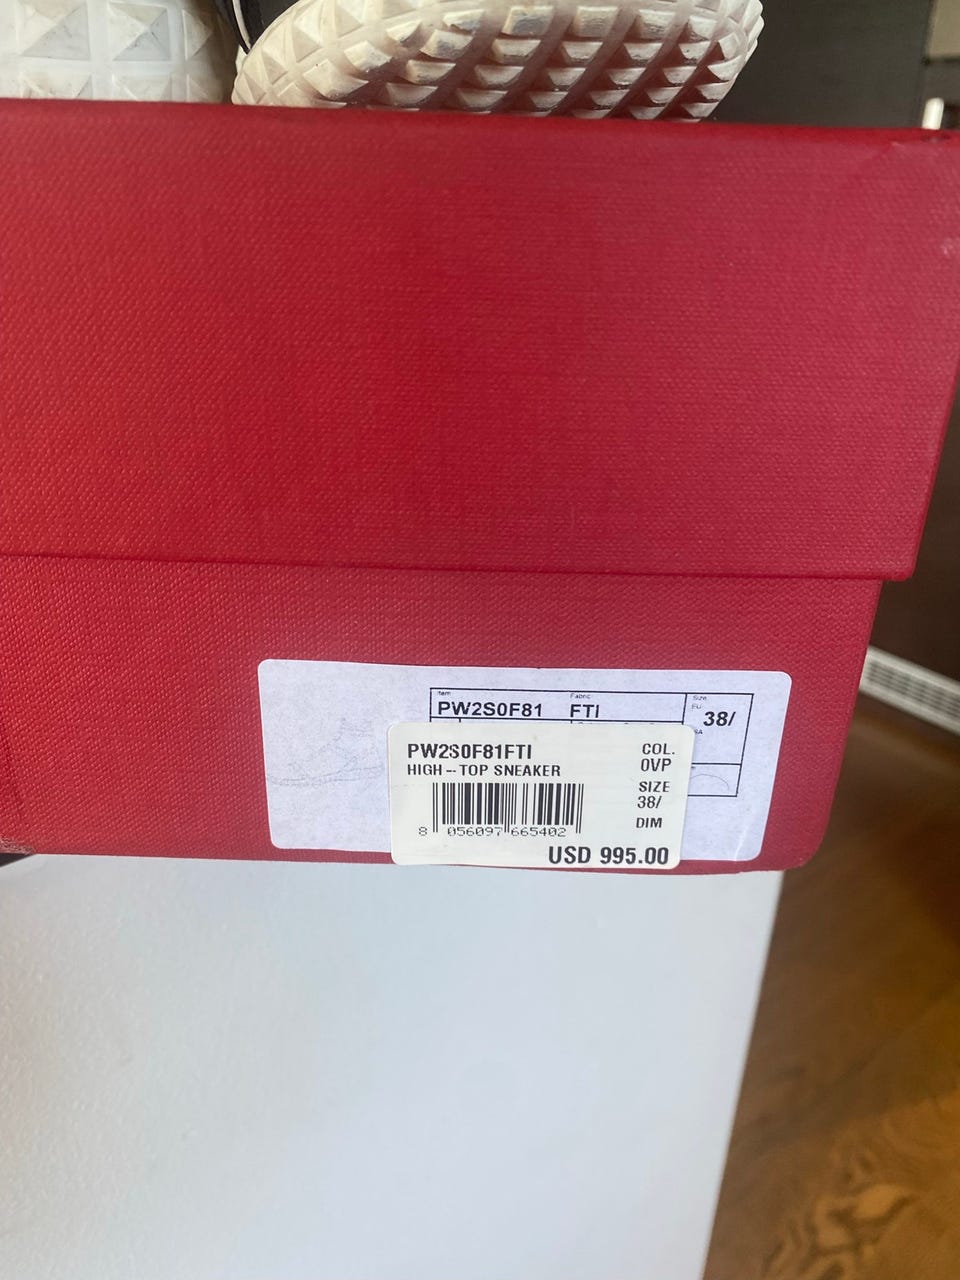 Item
Fabric
Size
PW2S0F81 FTI
EU
38/
PW2S0F81FTI
COL.
HIGH--TOP SNEAKER
0VP
SIZE
38/
DIM
8 056097 665402
USD 995.00